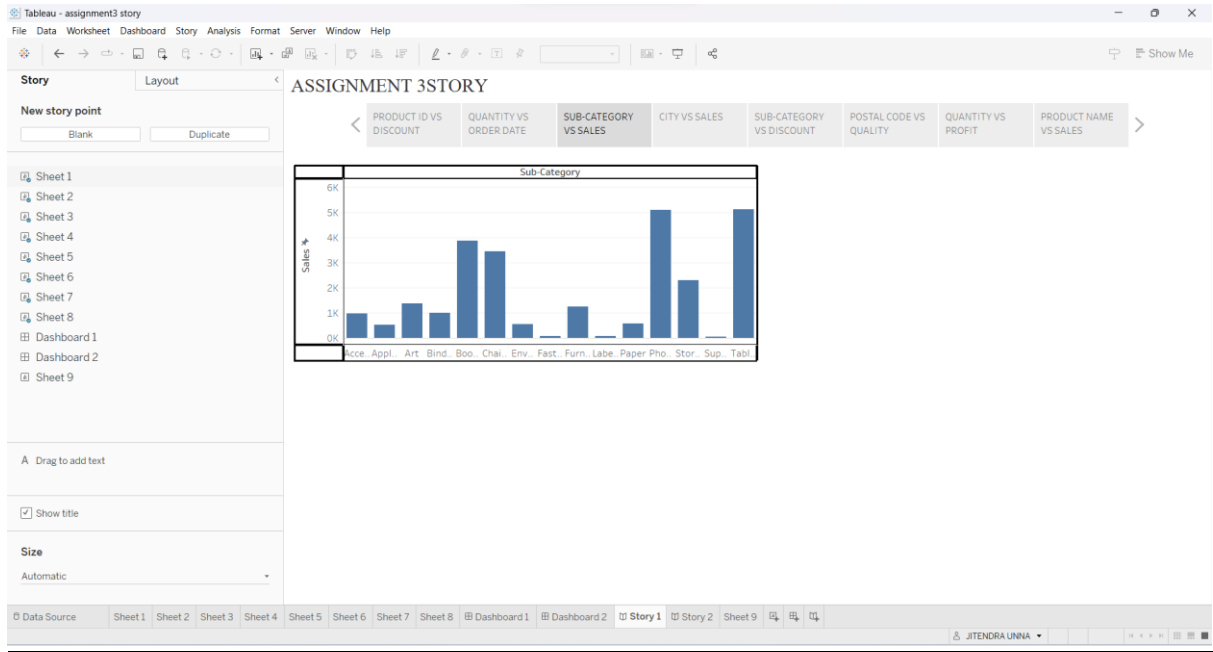 Tableau - assignment3 story
File Data Worksheet Dashboard Story Analysis Format Server Window Help
Show Me
Story Layout
ASSIGNMENT 3STORY
New story point
Blank Duplicate
PRODUCT ID VS DISCOUNT
QUANTITY VS ORDER DATE
SUB-CATEGORY VS SALES
CITY VS SALES
SUB-CATEGORY VS DISCOUNT
POSTAL CODE VS QUALITY
QUANTITY VS PROFIT
PRODUCT NAME VS SALES
Sheet 1
Sheet 2
Sheet 3
Sheet 4
Sheet 5
Sheet 6
Sheet 7
Sheet 8
Dashboard 1
Dashboard 2
Sheet 9
Sub-Category
6K
5K
4K
3K
2K
1K
0K
Sales
Acce.. Appl.. Art Bind.. Boo.. Chai.. Env.. Fast.. Furn.. Labe.. Paper Pho.. Stor.. Sup.. Tabl..
A Drag to add text
Show title
Size
Automatic
Data Source Sheet 1 Sheet 2 Sheet 3 Sheet 4 Sheet 5 Sheet 6 Sheet 7 Sheet 8 Dashboard 1 Dashboard 2 Story 1 Story 2 Sheet 9
JITENDRA UNNA